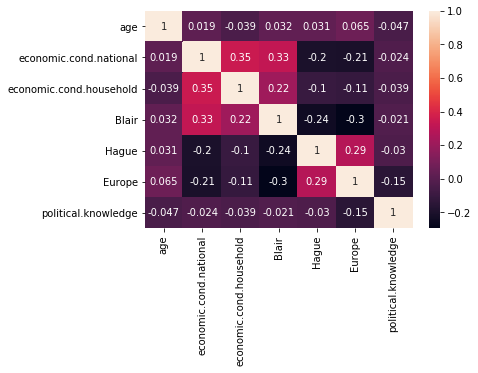 age 1 0.019 -0.039 0.032 0.031 0.065 -0.047
economic.cond.national 0.019 1 0.35 0.33 -0.2 -0.21 -0.024
economic.cond.household -0.039 0.35 1 0.22 -0.1 -0.11 -0.039
Blair 0.032 0.33 0.22 1 -0.24 -0.3 -0.021
Hague 0.031 -0.2 -0.1 -0.24 1 0.29 -0.03
Europe 0.065 -0.21 -0.11 -0.3 0.29 1 -0.15
political.knowledge -0.047 -0.024 -0.039 -0.021 -0.03 -0.15 1
age
economic.cond.national
economic.cond.household
Blair
Hague
Europe
political.knowledge
1.0
0.8
0.6
0.4
0.2
0.0
−0.2